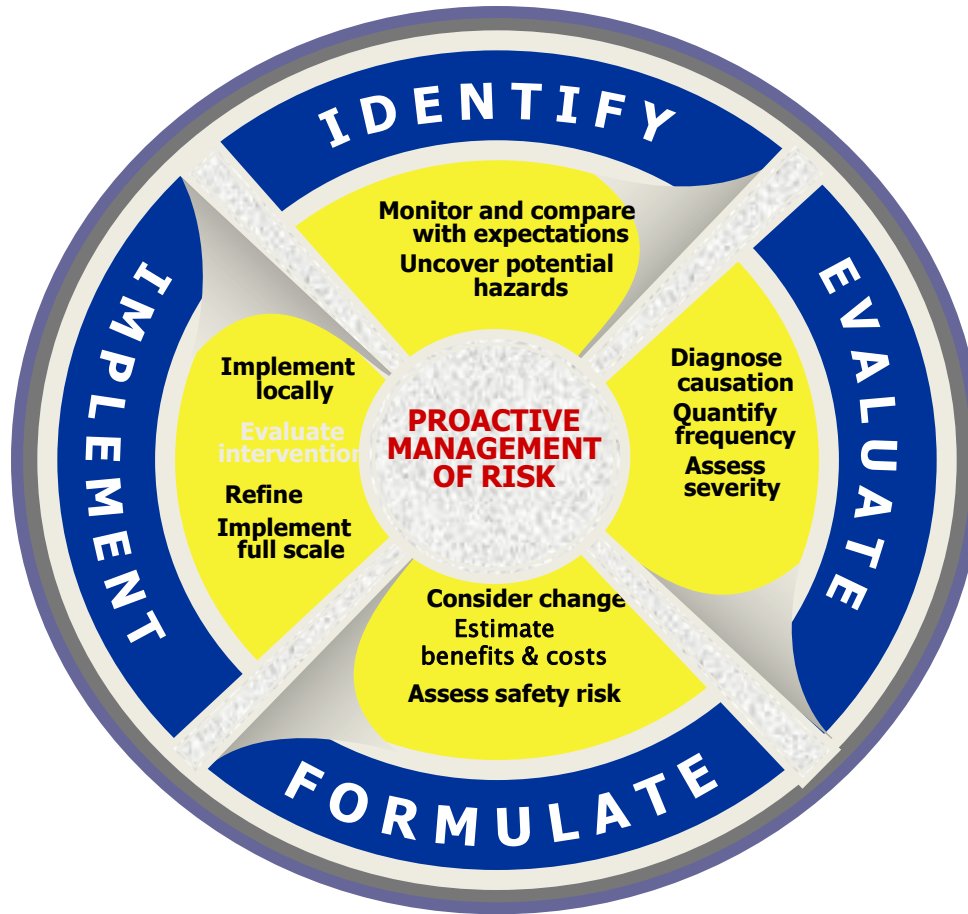 IDENTIFY
Monitor and compare
with expectations
Uncover potential
hazards
EVALUATE
Diagnose
causation
Quantify
frequency
Assess
severity
FORMULATE
Consider change
Estimate
benefits & costs
Assess safety risk
IMPLEMENT
Implement
locally
Evaluate
intervention
Refine
Implement
full scale
PROACTIVE
MANAGEMENT
OF RISK